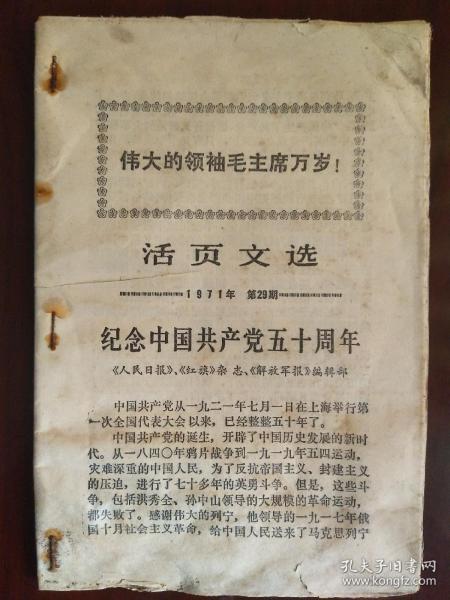 伟大的领袖毛主席万岁！
活页文选
1971年 第29期
纪念中国共产党五十周年
《人民日报》、《红旗》杂志、《解放军报》编辑部
中国共产党从一九二一年七月一日在上海举行第
一次全国代表大会以来，已经整整五十年了。
中国共产党的诞生，开辟了中国历史发展的新时
代。从一八四〇年鸦片战争到一九一九年五四运动，
灾难深重的中国人民，为了反抗帝国主义、封建主义
的压迫，进行了七十多年的英勇斗争。但是，这些斗
争，包括洪秀全、孙中山领导的大规模的革命运动，
都失败了。感谢伟大的列宁，他领导的一九一七年俄
国十月社会主义革命，给中国人民送来了马克思列宁
孔夫子旧书网
www.kongfz.com